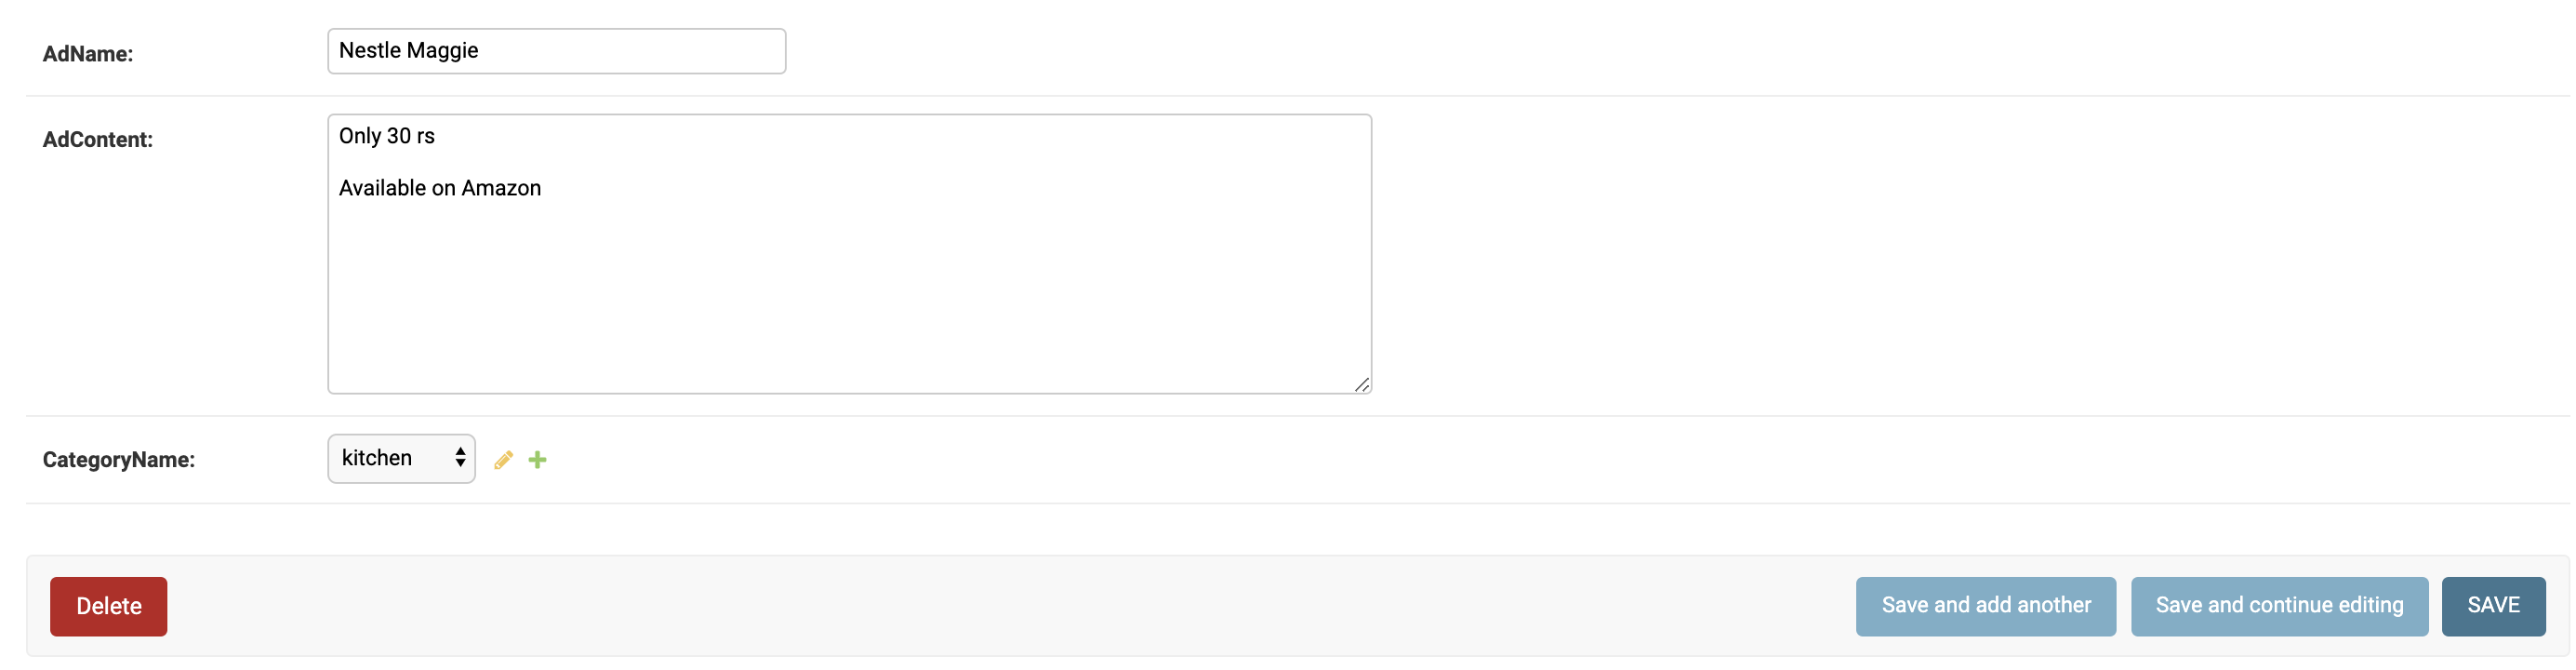 AdName: Nestle Maggie
AdContent: Only 30 rs
Available on Amazon
CategoryName: kitchen
Delete Save and add another Save and continue editing SAVE